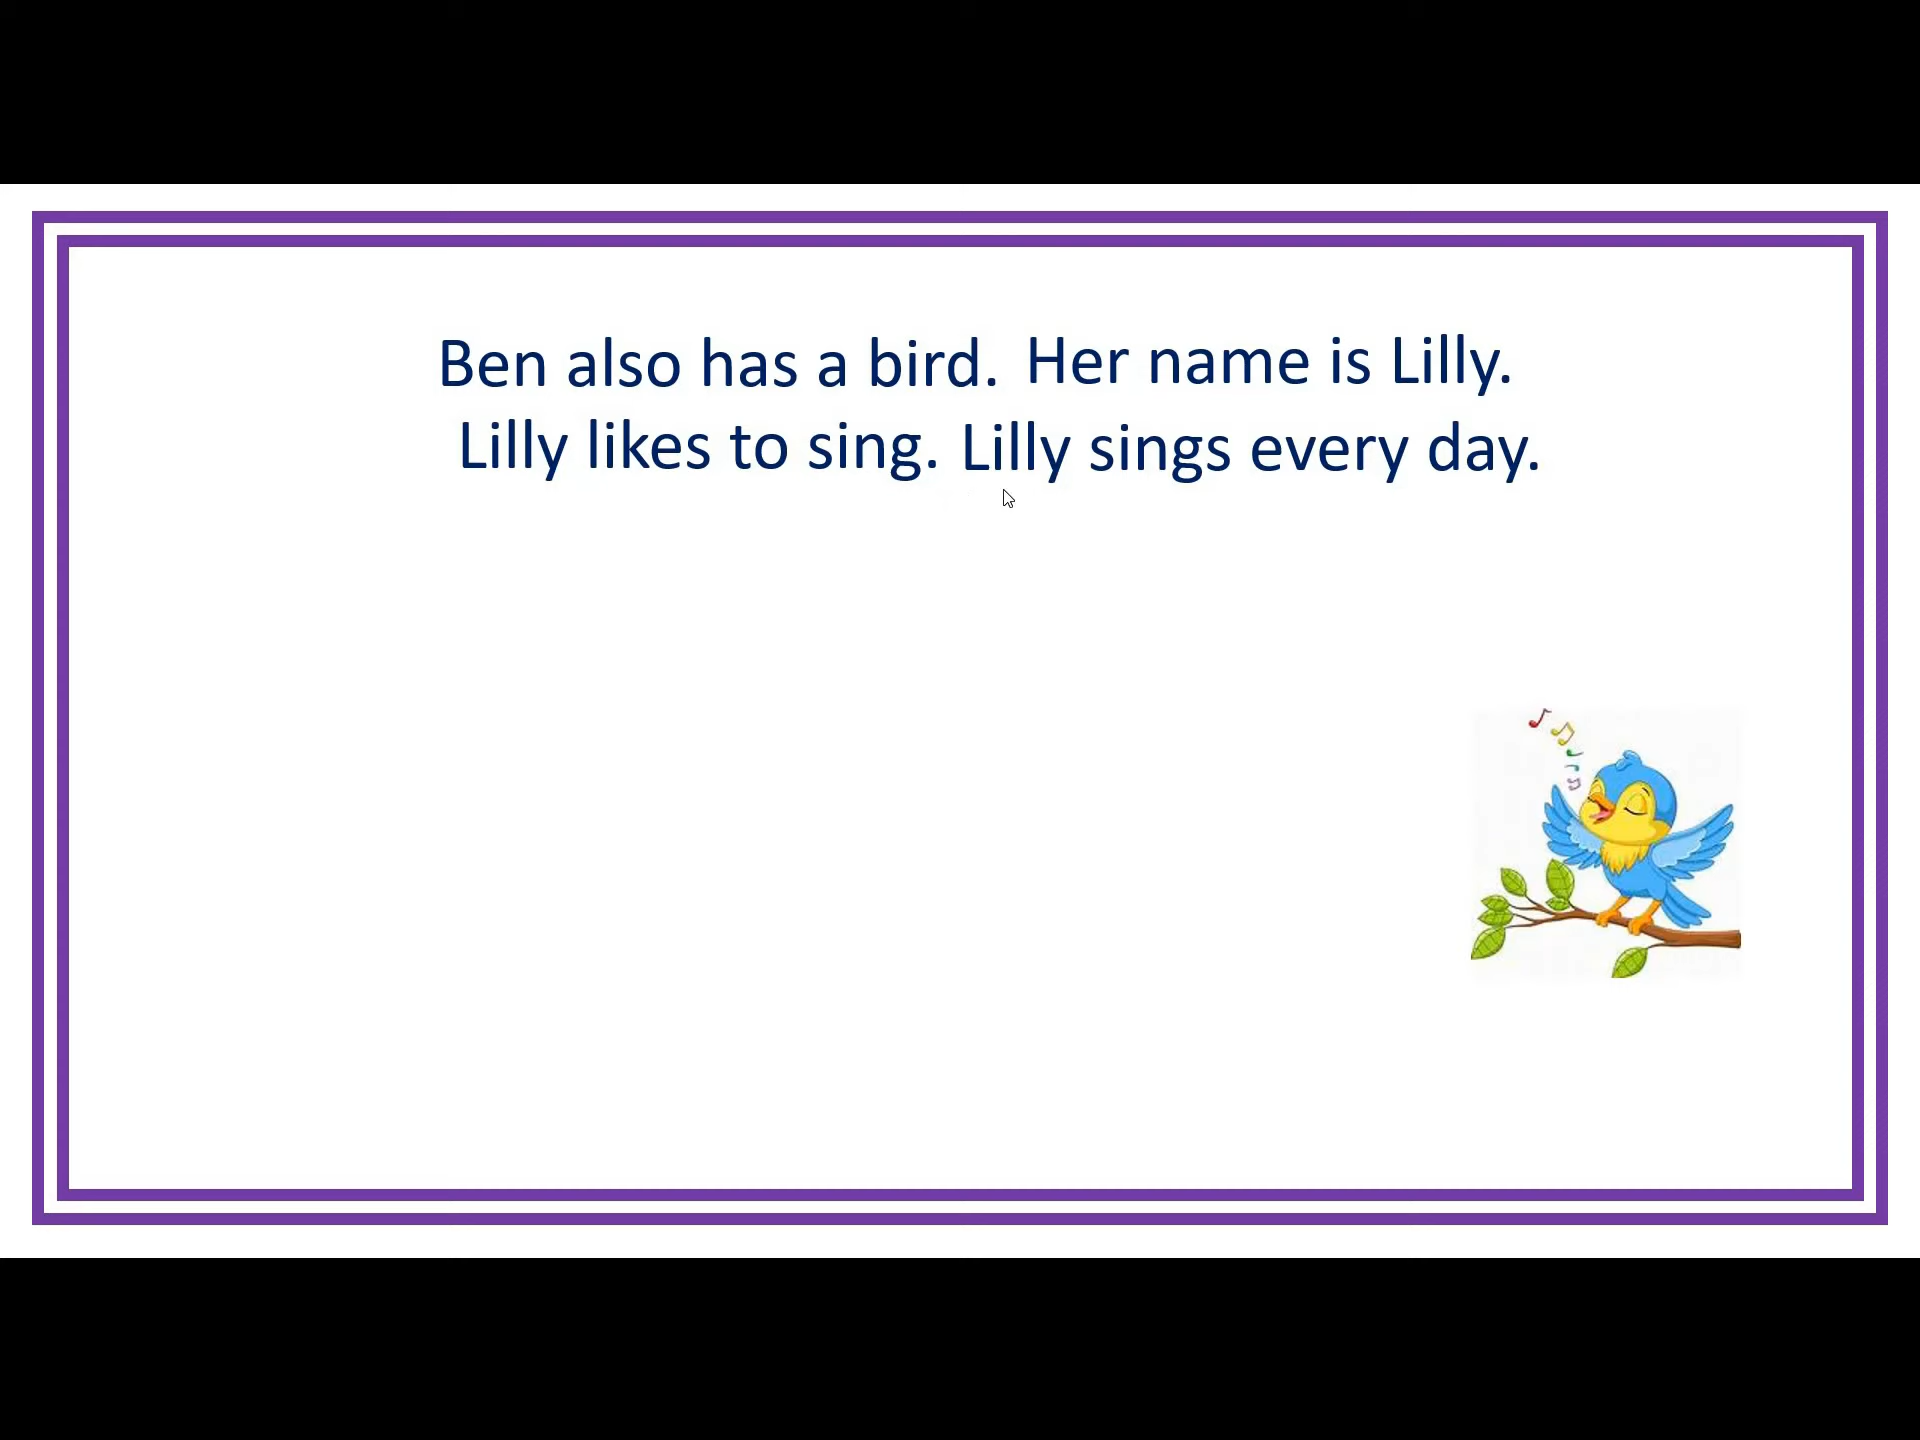 Ben also has a bird. Her name is Lilly.
Lilly likes to sing. Lilly sings every day.